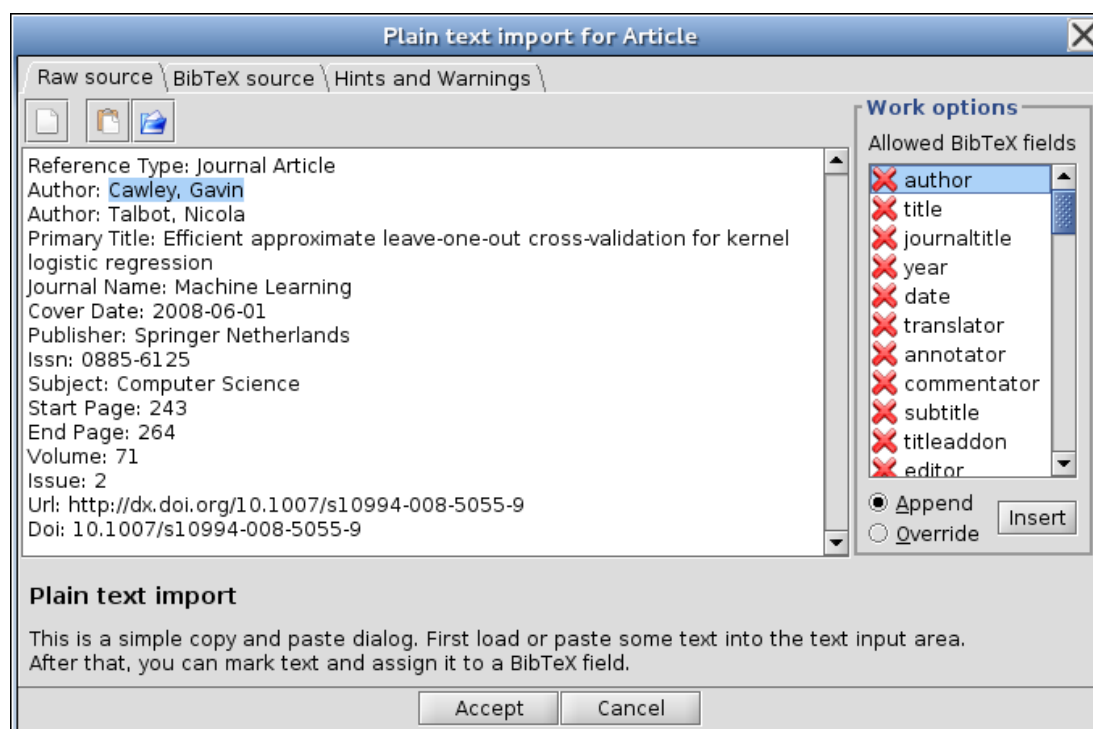 Plain text import for Article
Raw source
BibTeX source
Hints and Warnings
Reference Type: Journal Article
Author: Cawley, Gavin
Author: Talbot, Nicola
Primary Title: Efficient approximate leave-one-out cross-validation for kernel
logistic regression
Journal Name: Machine Learning
Cover Date: 2008-06-01
Publisher: Springer Netherlands
Issn: 0885-6125
Subject: Computer Science
Start Page: 243
End Page: 264
Volume: 71
Issue: 2
Url: http://dx.doi.org/10.1007/s10994-008-5055-9
Doi: 10.1007/s10994-008-5055-9
Work options
Allowed BibTeX fields
author
title
journaltitle
year
date
translator
annotator
commentator
subtitle
titleaddon
editor
Append
Override
Insert
Plain text import
This is a simple copy and paste dialog. First load or paste some text into the text input area.
After that, you can mark text and assign it to a BibTeX field.
Accept
Cancel